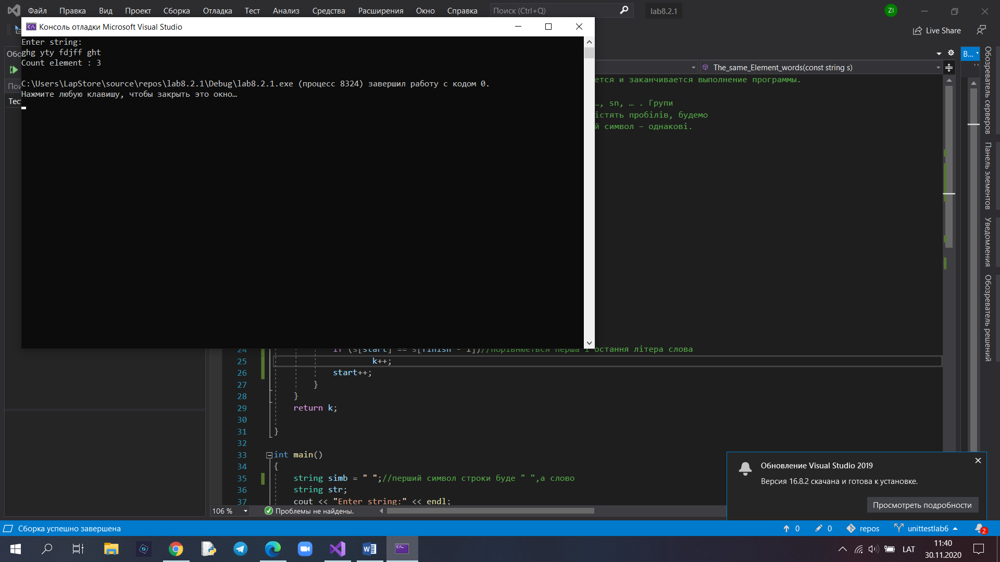 Файл Правка Вид Проект Сборка Отладка Тест Анализ Средства Расширения Окно Справка Поиск (Ctrl+Q) lab8.2.1 ZI
Консоль отладки Microsoft Visual Studio
Live Share
Enter string:
ghg yty fdjff ght
Count element : 3
C:\Users\LapStore\source\repos\lab8.2.1\Debug\lab8.2.1.exe (процесс 8324) завершил работу с кодом 0.
Нажмите любую клавишу, чтобы закрыть это окно…
Обо
Пои
Тес
В...
The_same_Element_words(const string s)
ется и заканчивается выполнение программы.
…, sn, … . Групи
істять пробілів, будемо
й символ – однакові.
Обозреватель серверов
Панель элементов
Уведомления
Обозреватель решений
24 if (s[start] == s[finish - 1])//порівнюється перша і остання літера слова
25 k++;
26 start++;
27 }
28 }
29 return k;
30
31 }
32
33 int main()
34 {
35 string simb = " ";//перший символ строки буде " ",а слово
36 string str;
37 cout << "Enter string:" << endl;
106 % Проблемы не найдены.
Обновление Visual Studio 2019
Версия 16.8.2 скачана и готова к установке.
Просмотреть подробности
Сборка успешно завершена 0 0 repos unittestlab6 2
LAT
11:40
30.11.2020